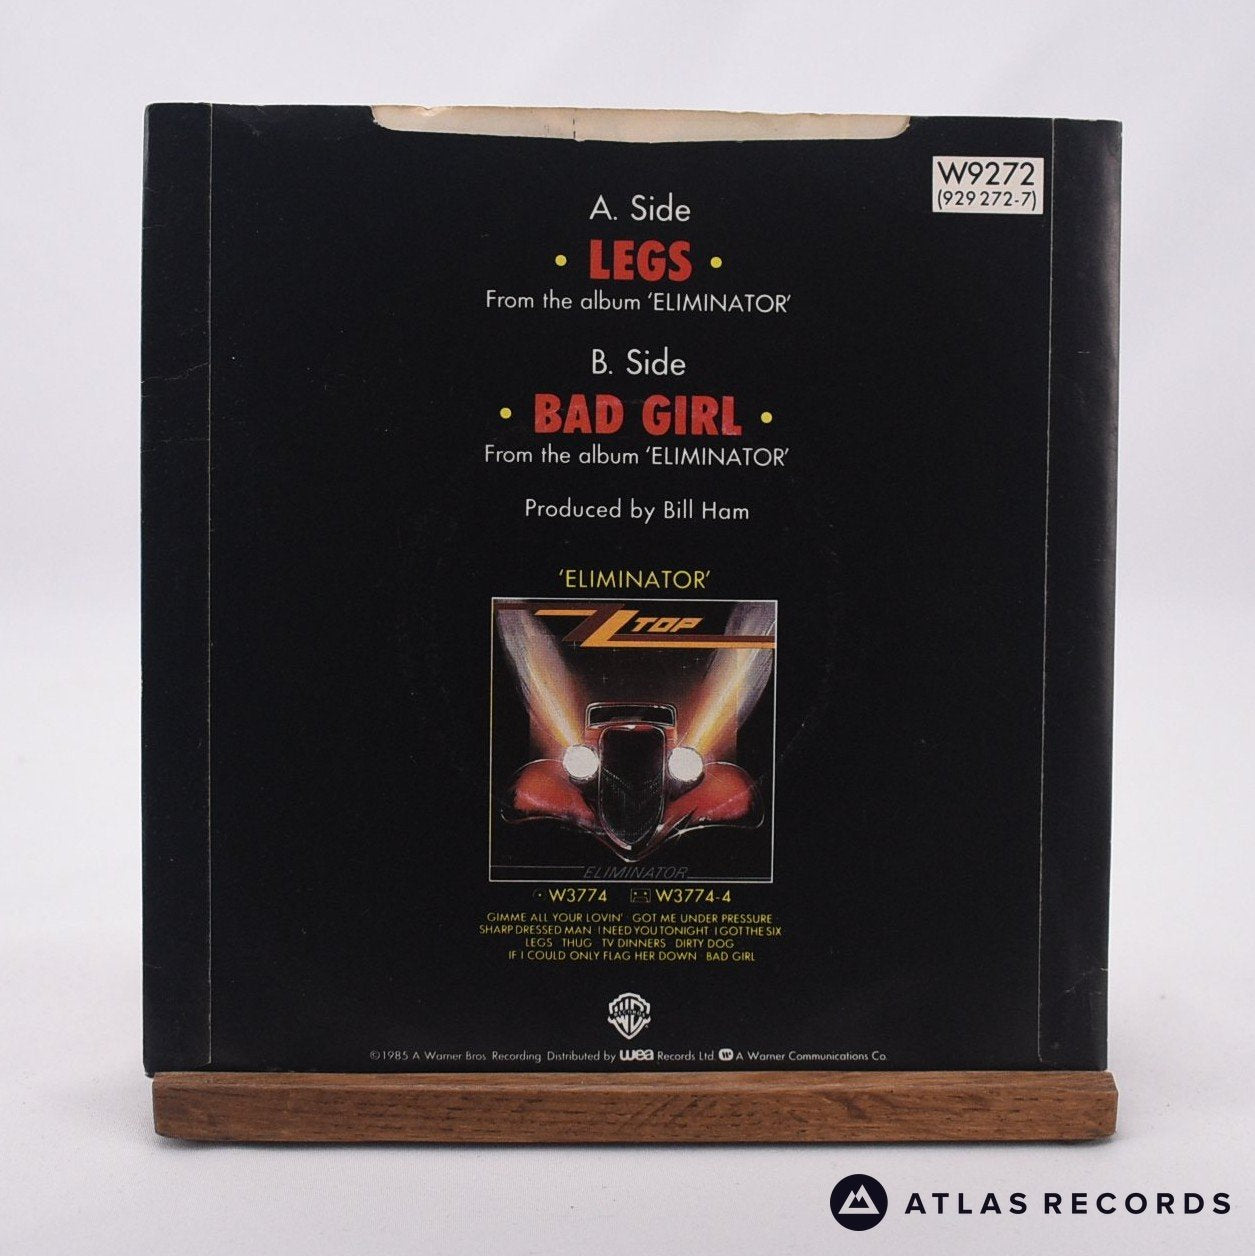 W9272
(929 272-7)
A. Side
• LEGS •
From the album 'ELIMINATOR'
B. Side
• BAD GIRL •
From the album 'ELIMINATOR'
Produced by Bill Ham
'ELIMINATOR'
ZZ TOP
ELIMINATOR
W3774 W3774-4
GIMME ALL YOUR LOVIN' · GOT ME UNDER PRESSURE
SHARP DRESSED MAN · I NEED YOU TONIGHT · I GOT THE SIX
LEGS · THUG · TV DINNERS · DIRTY DOG
IF I COULD ONLY FLAG HER DOWN · BAD GIRL
©1985 A Warner Bros. Recording. Distributed by wea Records Ltd. A Warner Communications Co.
ATLAS RECORDS